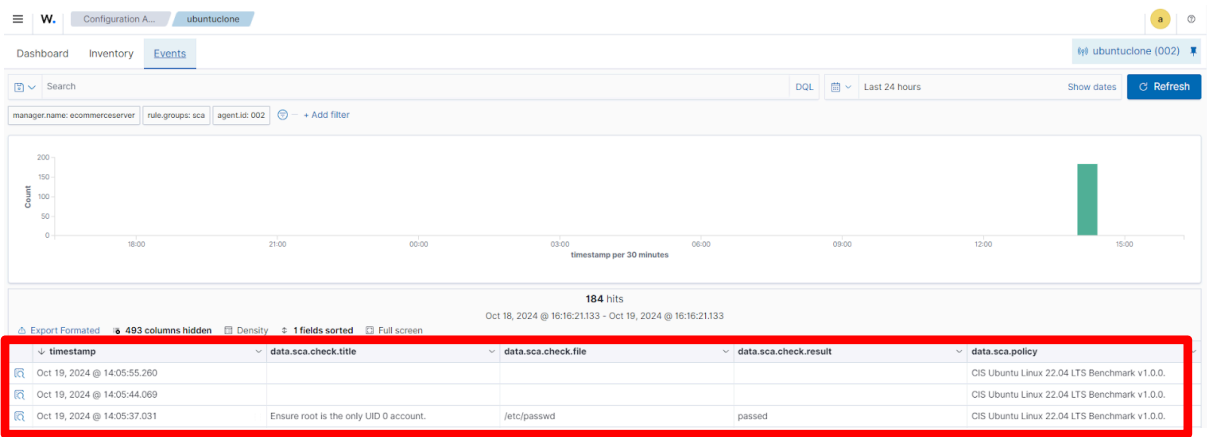 W. Configuration A... ubuntuclone a
Dashboard Inventory Events ubuntuclone (002)
Search DQL Last 24 hours Show dates Refresh
manager.name: ecommerceserver rule.groups: sca agent.id: 002 + Add filter
200
150
100
50
0
Count
18:00 21:00 00:00 03:00 06:00 09:00 12:00 15:00
timestamp per 30 minutes
184 hits
Oct 18, 2024 @ 16:16:21.133 - Oct 19, 2024 @ 16:16:21.133
Export Formated 493 columns hidden Density 1 fields sorted Full screen
timestamp data.sca.check.title data.sca.check.file data.sca.check.result data.sca.policy
Oct 19, 2024 @ 14:05:55.260 CIS Ubuntu Linux 22.04 LTS Benchmark v1.0.0.
Oct 19, 2024 @ 14:05:44.069 CIS Ubuntu Linux 22.04 LTS Benchmark v1.0.0.
Oct 19, 2024 @ 14:05:37.031 Ensure root is the only UID 0 account. /etc/passwd passed CIS Ubuntu Linux 22.04 LTS Benchmark v1.0.0.